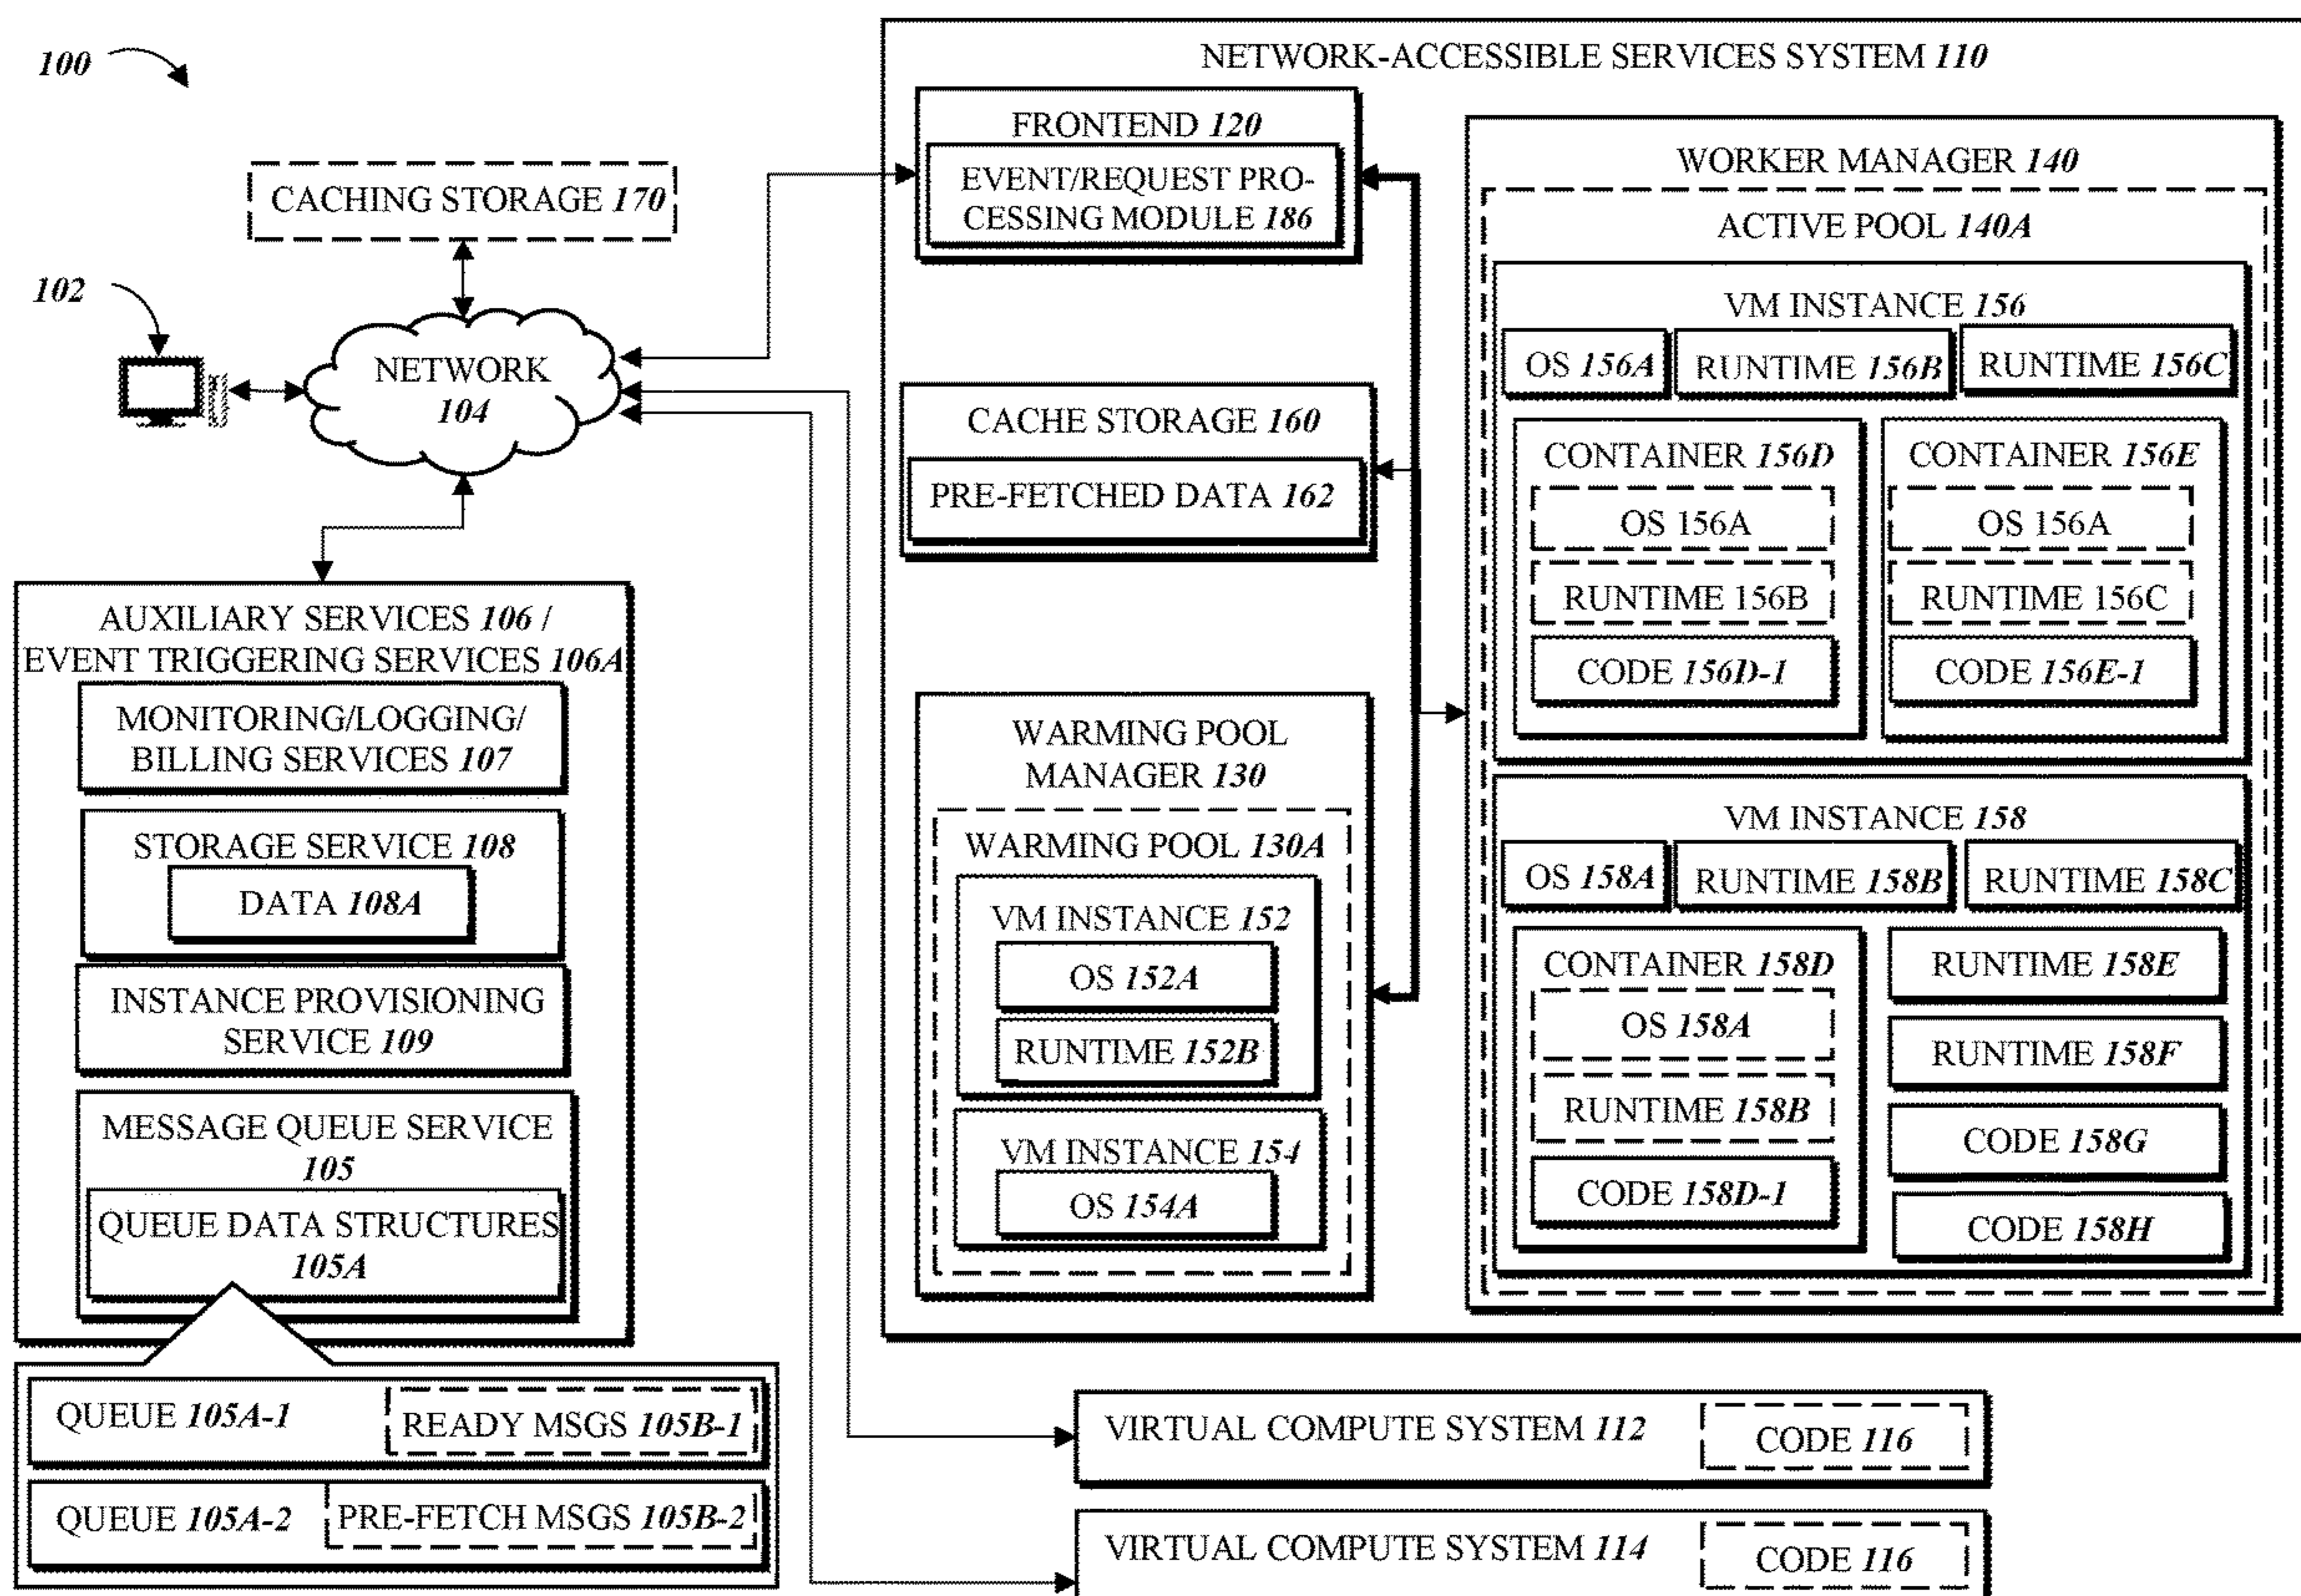 100
102
CACHING STORAGE 170
NETWORK
104
AUXILIARY SERVICES 106 /
EVENT TRIGGERING SERVICES 106A
MONITORING/LOGGING/
BILLING SERVICES 107
STORAGE SERVICE 108
DATA 108A
INSTANCE PROVISIONING
SERVICE 109
MESSAGE QUEUE SERVICE
105
QUEUE DATA STRUCTURES
105A
QUEUE 105A-1
READY MSGS 105B-1
QUEUE 105A-2
PRE-FETCH MSGS 105B-2
NETWORK-ACCESSIBLE SERVICES SYSTEM 110
FRONTEND 120
EVENT/REQUEST PRO-
CESSING MODULE 186
CACHE STORAGE 160
PRE-FETCHED DATA 162
WARMING POOL
MANAGER 130
WARMING POOL 130A
VM INSTANCE 152
OS 152A
RUNTIME 152B
VM INSTANCE 154
OS 154A
WORKER MANAGER 140
ACTIVE POOL 140A
VM INSTANCE 156
OS 156A
RUNTIME 156B
RUNTIME 156C
CONTAINER 156D
OS 156A
RUNTIME 156B
CODE 156D-1
CONTAINER 156E
OS 156A
RUNTIME 156C
CODE 156E-1
VM INSTANCE 158
OS 158A
RUNTIME 158B
RUNTIME 158C
CONTAINER 158D
OS 158A
RUNTIME 158B
CODE 158D-1
RUNTIME 158E
RUNTIME 158F
CODE 158G
CODE 158H
VIRTUAL COMPUTE SYSTEM 112
CODE 116
VIRTUAL COMPUTE SYSTEM 114
CODE 116